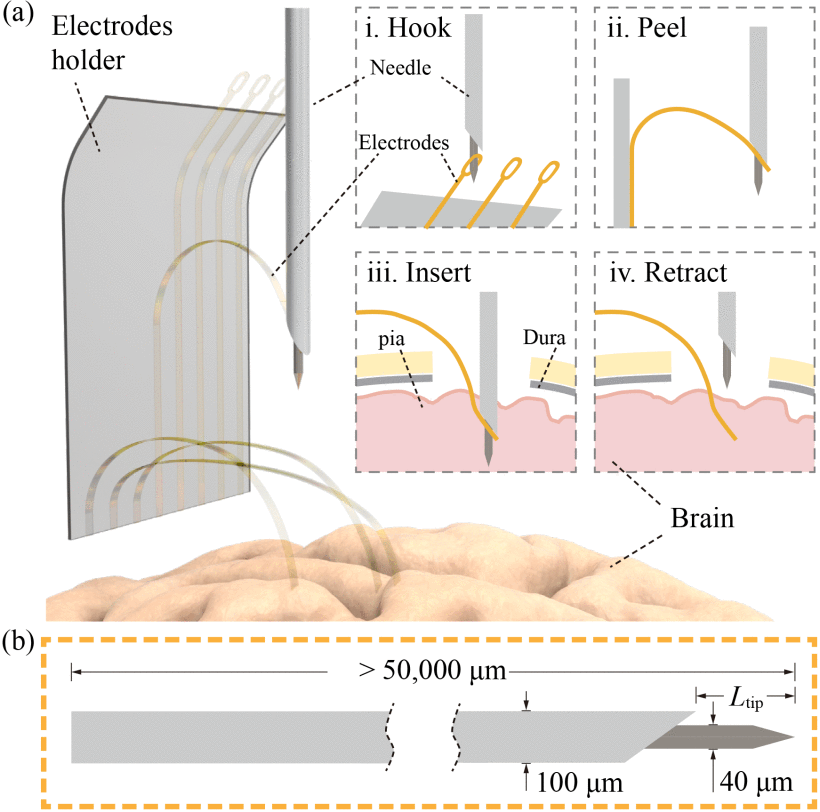 (a)
Electrodes
holder
i. Hook
Needle
Electrodes
ii. Peel
iii. Insert
pia
Dura
iv. Retract
Brain
(b)
> 50,000 μm
Ltip
100 μm
40 μm